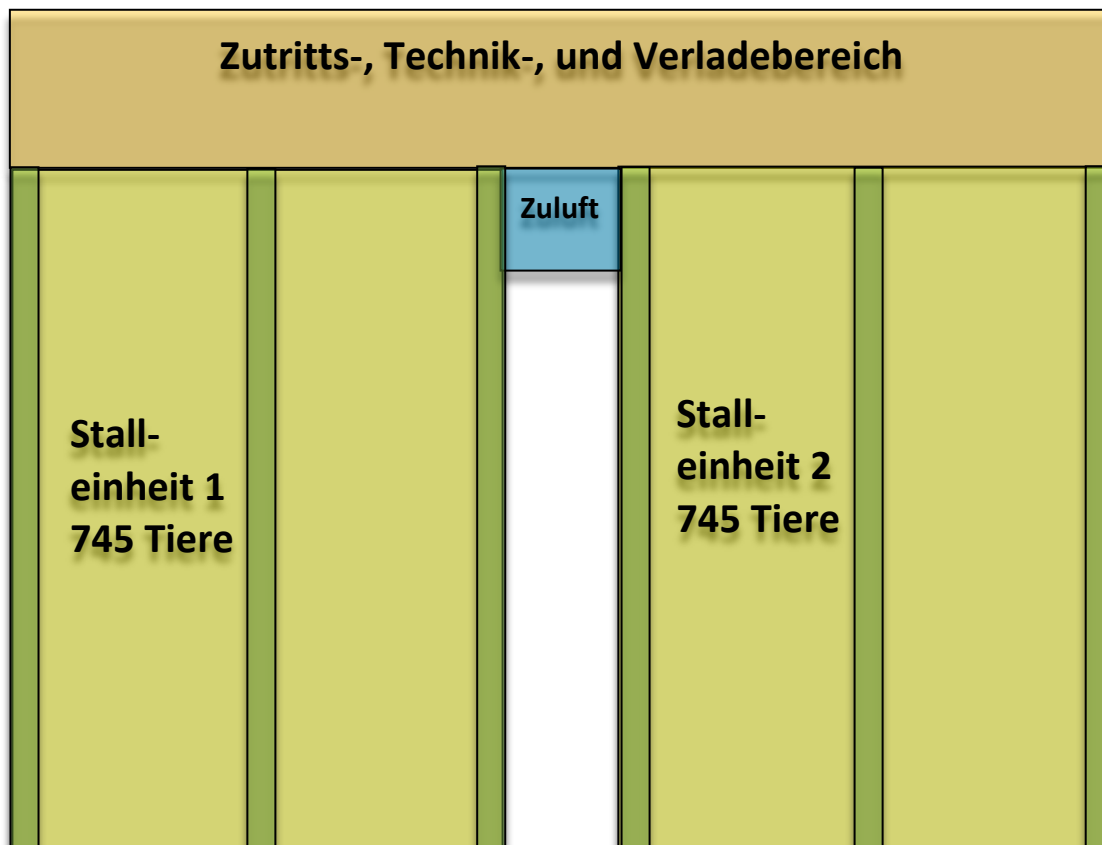 Zutritts-, Technik-, und Verladebereich
Zuluft
Stall-
einheit 1
745 Tiere
Stall-
einheit 2
745 Tiere